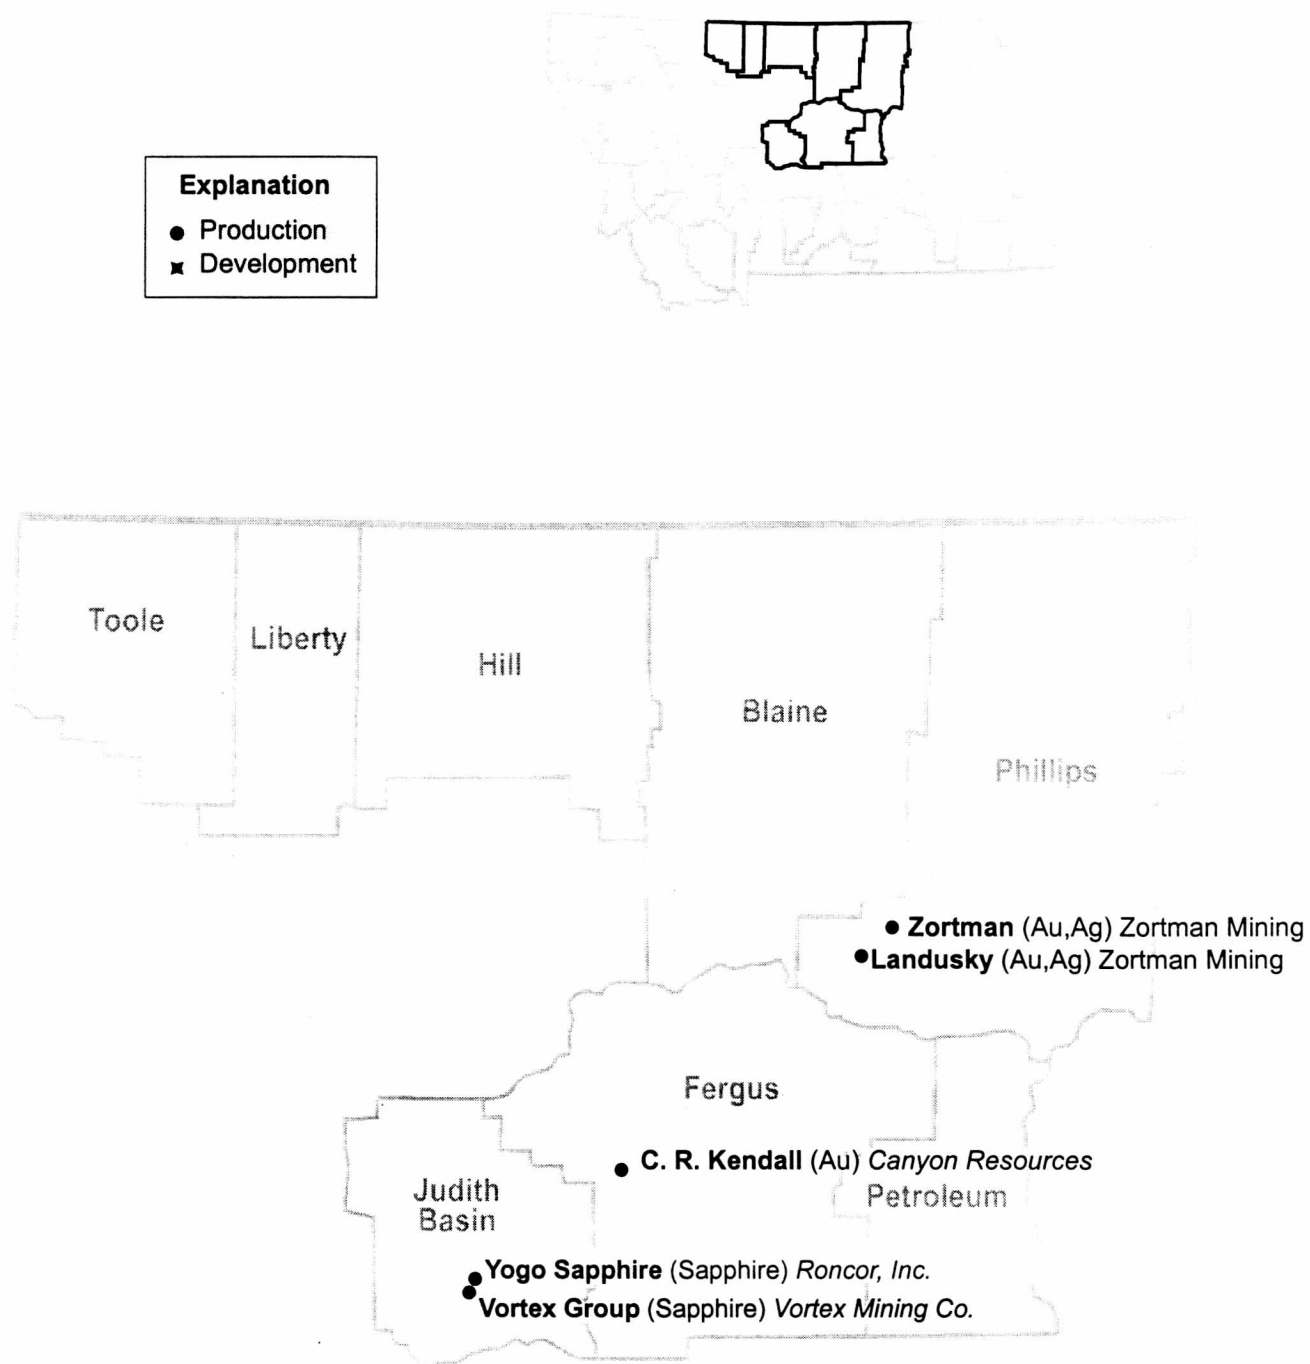 Explanation
Production
Development
Toole
Liberty
Hill
Blaine
Phillips
Zortman (Au,Ag) Zortman Mining
Landusky (Au,Ag) Zortman Mining
Fergus
C. R. Kendall (Au) Canyon Resources
Judith
Basin
Petroleum
Yogo Sapphire (Sapphire) Roncor, Inc.
Vortex Group (Sapphire) Vortex Mining Co.